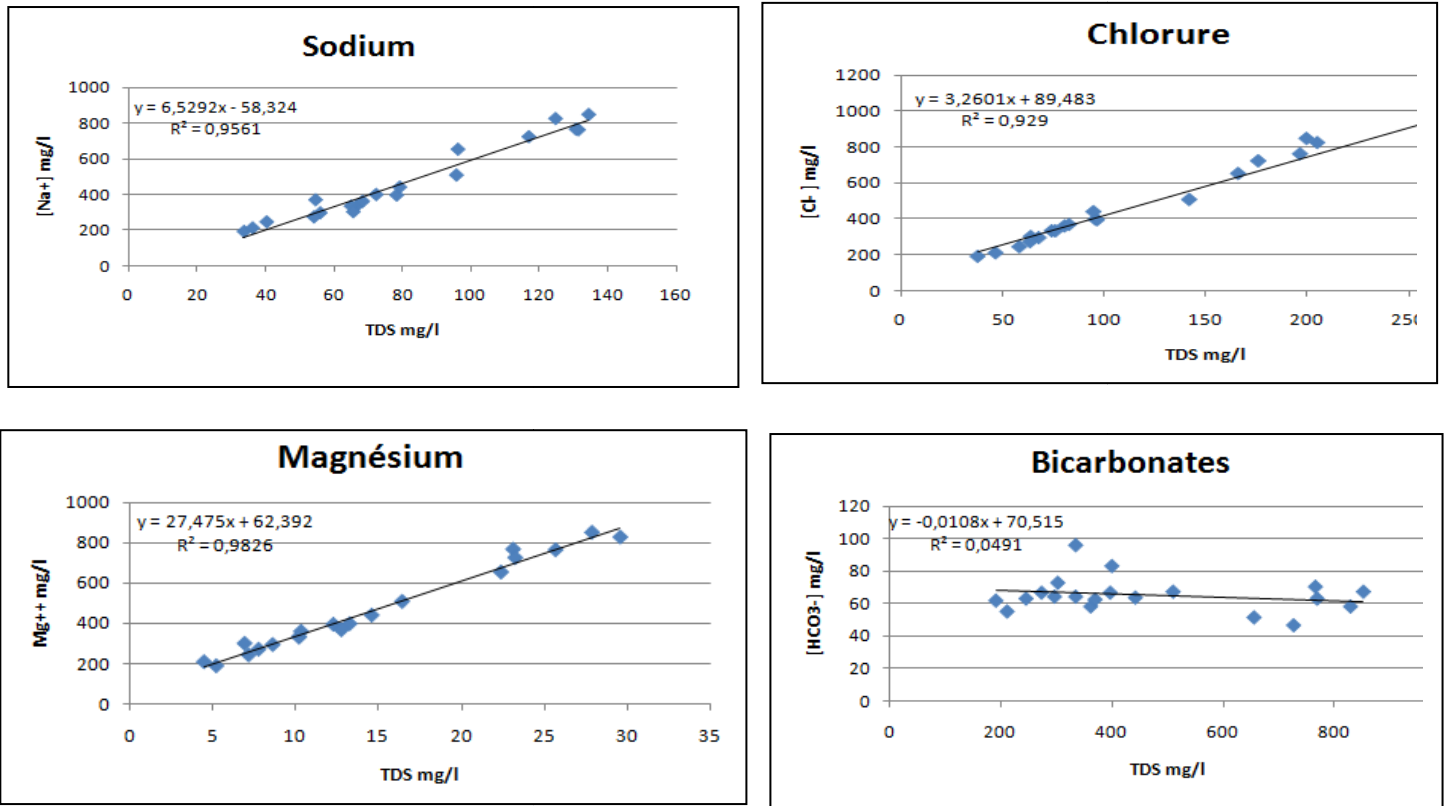 Sodium
[Na+] mg/l
y = 6,5292x - 58,324
R² = 0,9561
1000
800
600
400
200
0
0 20 40 60 80 100 120 140 160
TDS mg/l
Chlorure
[Cl- ] mg/l
y = 3,2601x + 89,483
R² = 0,929
1200
1000
800
600
400
200
0
0 50 100 150 200
TDS mg/l
Magnésium
Mg++ mg/l
y = 27,475x + 62,392
R² = 0,9826
1000
800
600
400
200
0
0 5 10 15 20 25 30 35
TDS mg/l
Bicarbonates
[HCO3-] mg/l
y = -0,0108x + 70,515
R² = 0,0491
120
100
80
60
40
20
0
0 200 400 600 800
TDS mg/l